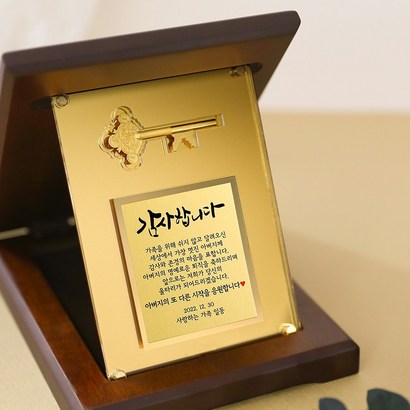 감사합니다
가족을 위해 쉬지 않고 달려오신
세상에서 가장 멋진 아버지께
감사와 존경의 마음을 표합니다.
아버지의 명예로운 퇴직을 축하드리며
앞으로는 저희가 당신의
울타리가 되어드리겠습니다.
아버지의 또 다른 시작을 응원합니다♥
2022. 12. 30
사랑하는 가족 일동